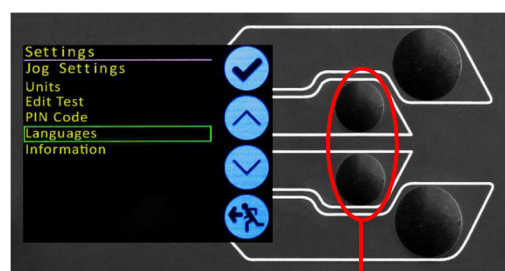 Settings
Jog Settings
Units
Edit Test
PIN Code
Languages
Information